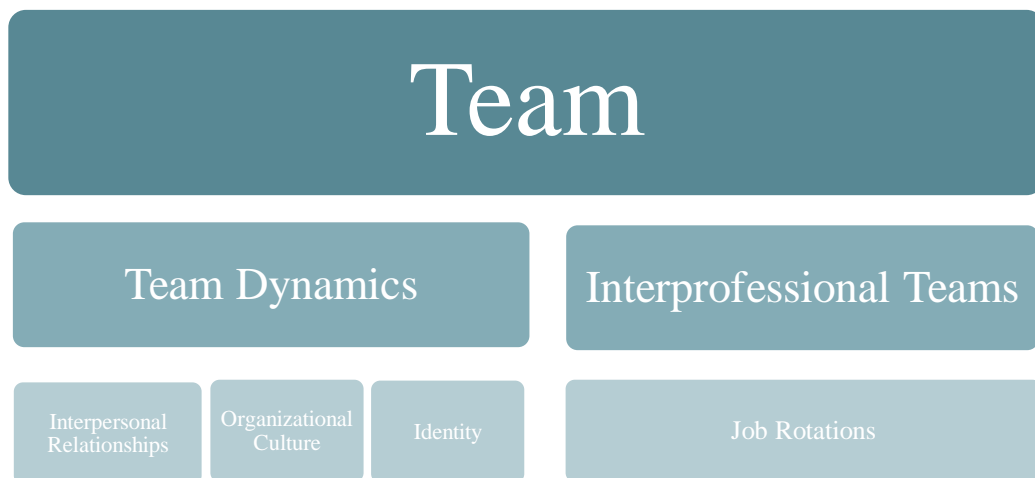 Team
Team Dynamics
Interprofessional Teams
Interpersonal
Relationships
Organizational
Culture
Identity
Job Rotations